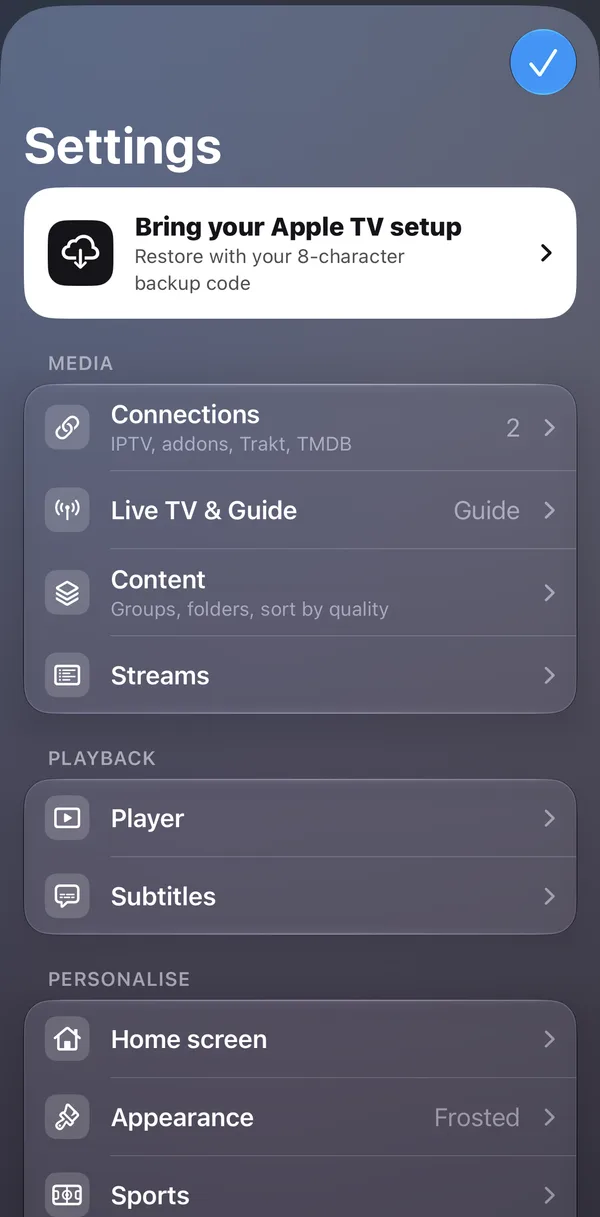 Settings
Bring your Apple TV setup
Restore with your 8-character
backup code
MEDIA
Connections
IPTV, addons, Trakt, TMDB
2
Live TV & Guide
Guide
Content
Groups, folders, sort by quality
Streams
PLAYBACK
Player
Subtitles
PERSONALISE
Home screen
Appearance
Frosted
Sports